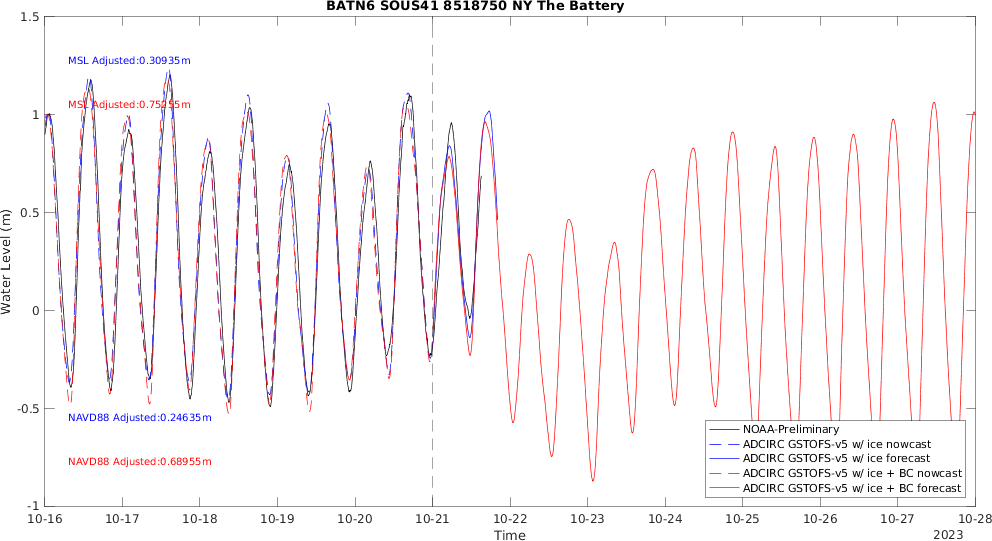 BATN6 SOUS41 8518750 NY The Battery
1.5
1
0.5
0
-0.5
-1
Water Level (m)
MSL Adjusted:0.30935m
MSL Adjusted:0.75255m
NAVD88 Adjusted:0.24635m
NAVD88 Adjusted:0.68955m
NOAA-Preliminary
ADCIRC GSTOFS-v5 w/ ice nowcast
ADCIRC GSTOFS-v5 w/ ice forecast
ADCIRC GSTOFS-v5 w/ ice + BC nowcast
ADCIRC GSTOFS-v5 w/ ice + BC forecast
10-16 10-17 10-18 10-19 10-20 10-21 10-22 10-23 10-24 10-25 10-26 10-27 10-28
Time
2023